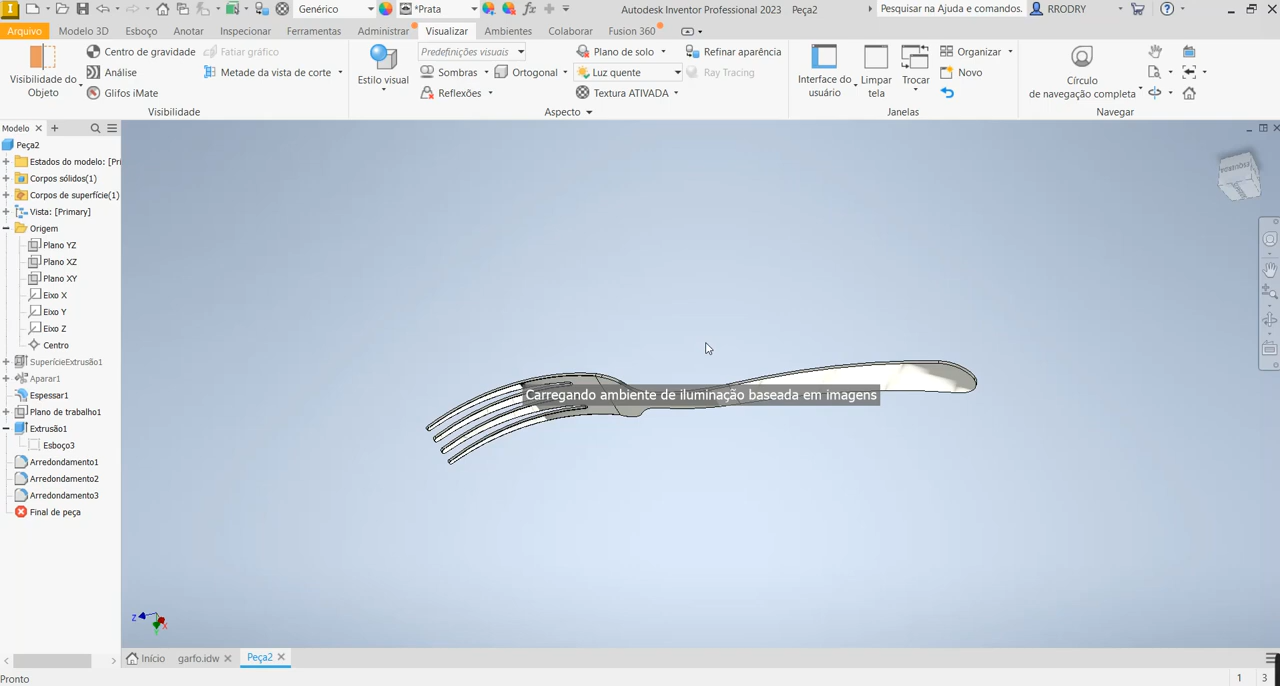 Genérico
*Prata
Autodesk Inventor Professional 2023 Peça2
Pesquisar na Ajuda e comandos.
RRODRY
Arquivo
Modelo 3D
Esboço
Anotar
Inspecionar
Ferramentas
Administrar
Visualizar
Ambientes
Colaborar
Fusion 360
Visibilidade do
Objeto
Centro de gravidade
Análise
Glifos iMate
Fatiar gráfico
Metade da vista de corte
Visibilidade
Estilo visual
Predefinições visuais
Sombras
Reflexões
Ortogonal
Plano de solo
Luz quente
Textura ATIVADA
Refinar aparência
Ray Tracing
Aspecto
Interface do
usuário
Limpar
tela
Trocar
Organizar
Novo
Janelas
Círculo
de navegação completa
Navegar
Modelo
Peça2
Estados do modelo: [Pri
Corpos sólidos(1)
Corpos de superfície(1)
Vista: [Primary]
Origem
Plano YZ
Plano XZ
Plano XY
Eixo X
Eixo Y
Eixo Z
Centro
SuperícieExtrusão1
Aparar1
Espessar1
Plano de trabalho1
Extrusão1
Esboço3
Arredondamento1
Arredondamento2
Arredondamento3
Final de peça
Carregando ambiente de iluminação baseada em imagens
Z
X
Y
Início
garfo.idw
Peça2
Pronto
1
3